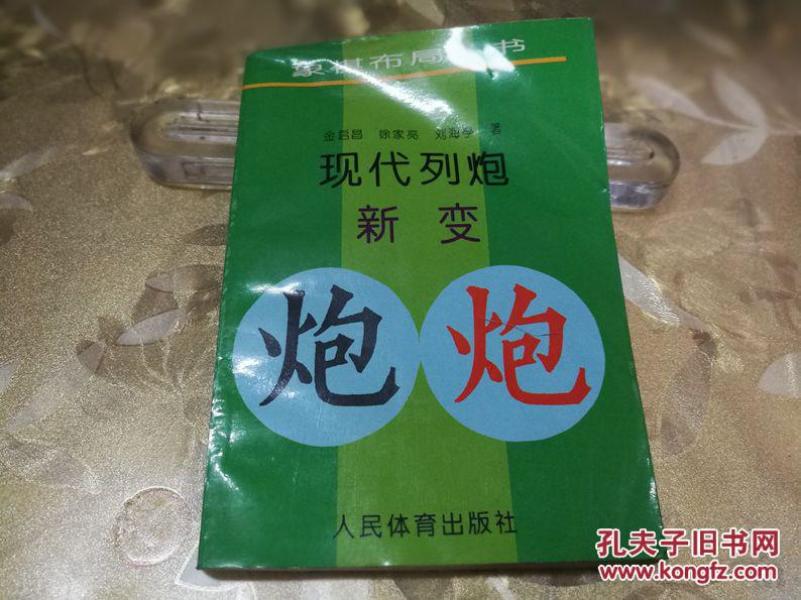 象棋布局丛书
金启昌 徐家亮 刘海亭 著
现代列炮
新变
炮 炮
人民体育出版社
孔夫子旧书网
www.kongfz.com